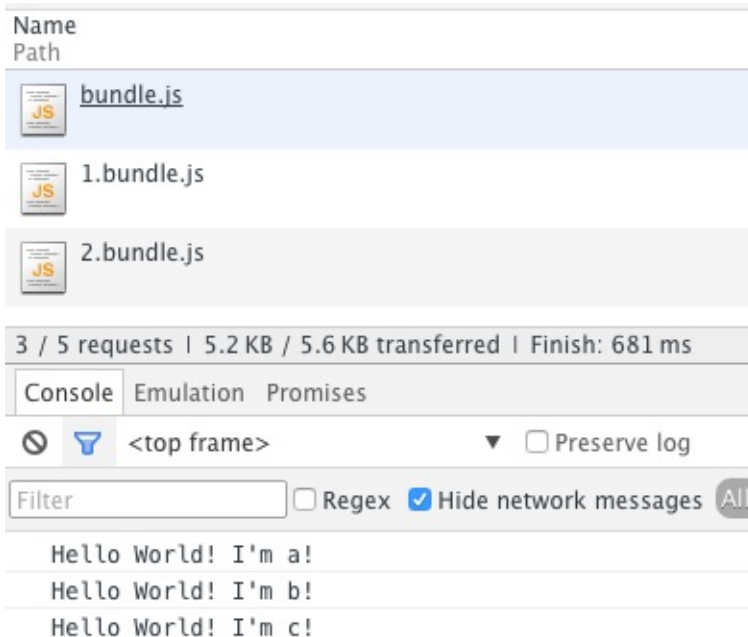 Name
Path
JS bundle.js
JS 1.bundle.js
JS 2.bundle.js
3 / 5 requests | 5.2 KB / 5.6 KB transferred | Finish: 681 ms
Console Emulation Promises
<top frame> ▼ Preserve log
Filter Regex Hide network messages All
Hello World! I'm a!
Hello World! I'm b!
Hello World! I'm c!